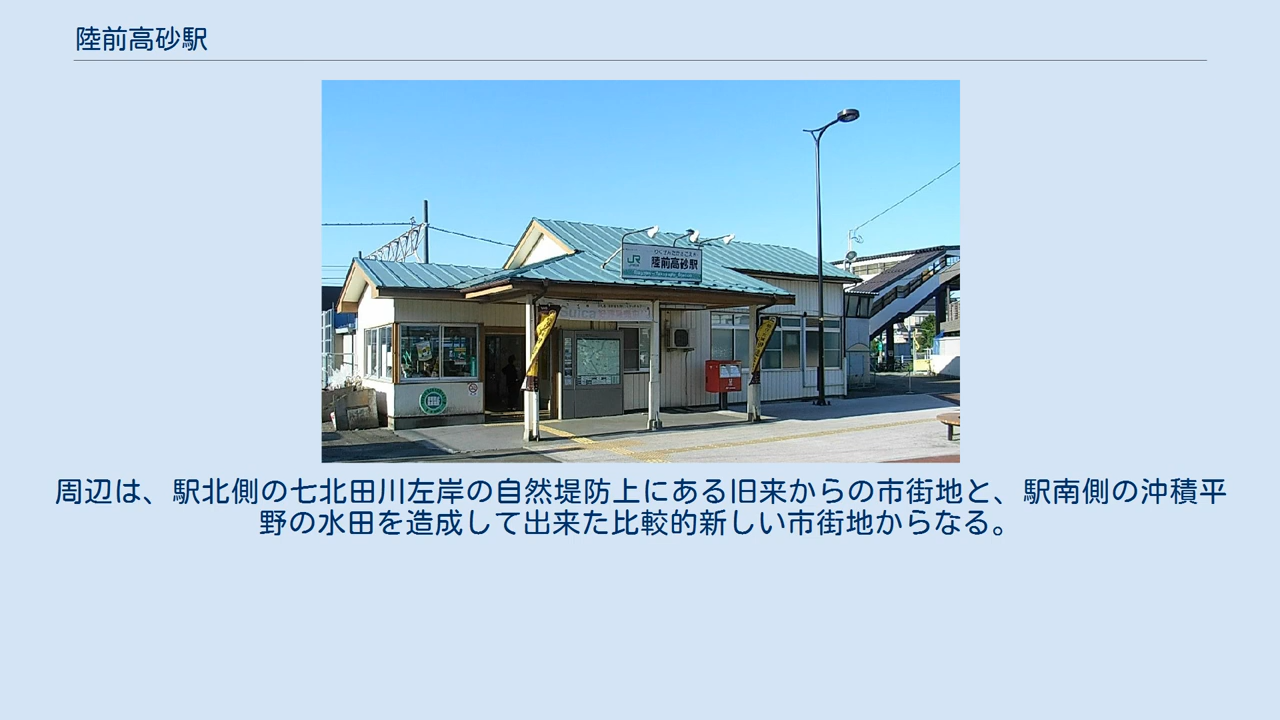 陸前高砂駅
JR
陸前高砂駅
Suica
周辺は、駅北側の七北田川左岸の自然堤防上にある旧来からの市街地と、駅南側の沖積平
野の水田を造成して出来た比較的新しい市街地からなる。